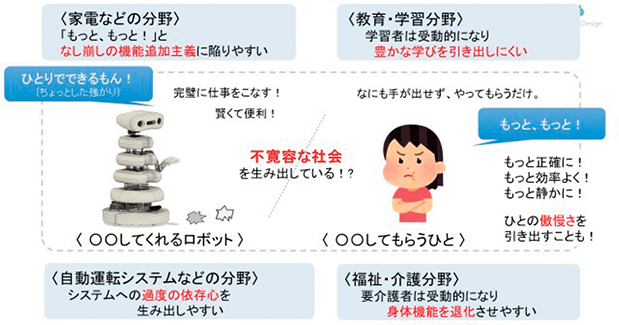 〈家電などの分野〉
「もっと、もっと！」と
なし崩しの機能追加主義に陥りやすい
〈教育・学習分野〉
学習者は受動的になり
豊かな学びを引き出しにくい
Design
ひとりでできるもん！
(ちょっとした強がり)
完璧に仕事をこなす！
賢くて便利！
なにも手が出せず、やってもらうだけ。
もっと、もっと！
不寛容な社会
を生み出している！？
もっと正確に！
もっと効率よく！
もっと静かに！
ひとの傲慢さを
引き出すことも！
〈 〇〇してくれるロボット 〉
〈 〇〇してもらうひと 〉
〈自動運転システムなどの分野〉
システムへの過度の依存心を
生み出しやすい
〈福祉・介護分野〉
要介護者は受動的になり
身体機能を退化させやすい